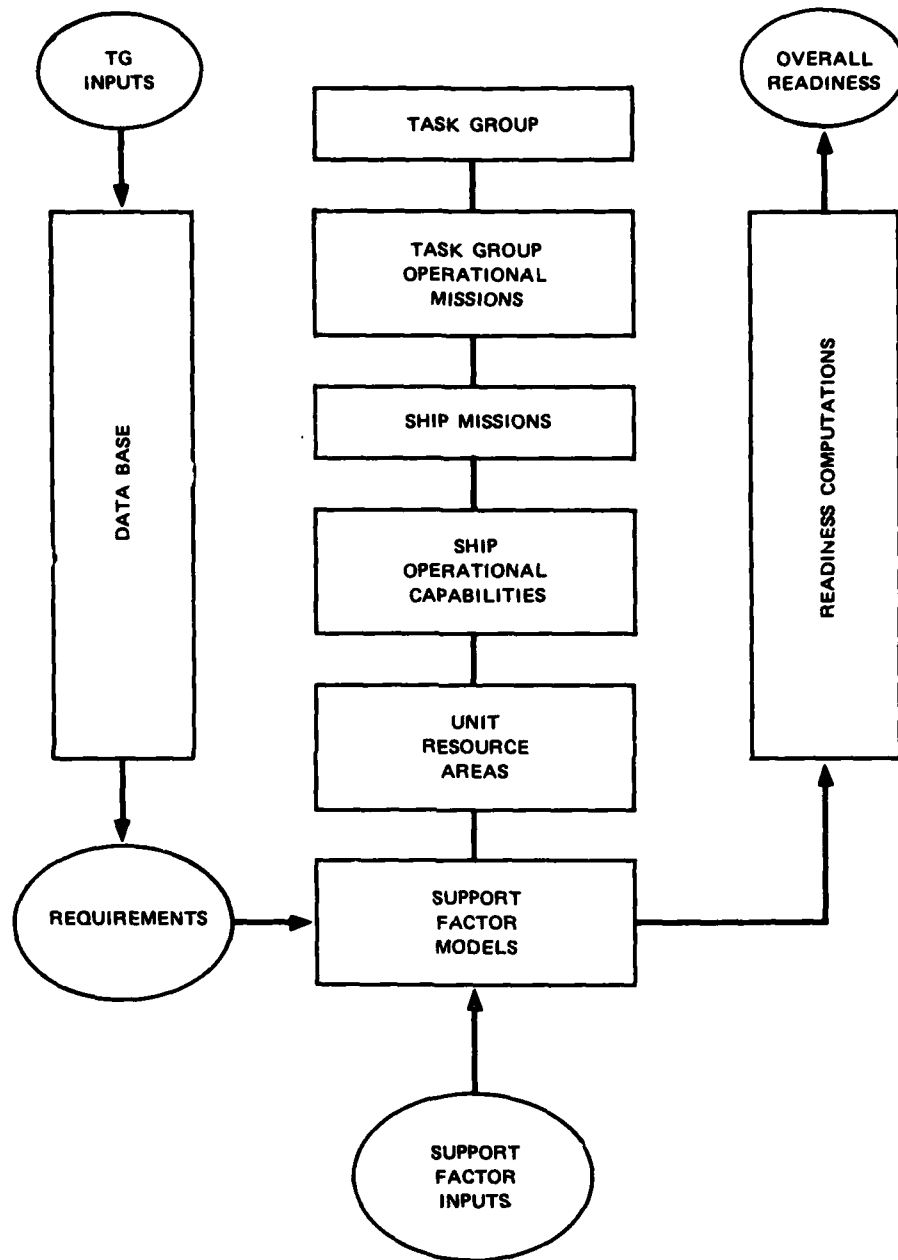 TG
INPUTS
OVERALL
READINESS
TASK GROUP
TASK GROUP
OPERATIONAL
MISSIONS
SHIP MISSIONS
DATA BASE
SHIP
OPERATIONAL
CAPABILITIES
READINESS COMPUTATIONS
UNIT
RESOURCE
AREAS
REQUIREMENTS
SUPPORT
FACTOR
MODELS
SUPPORT
FACTOR
INPUTS